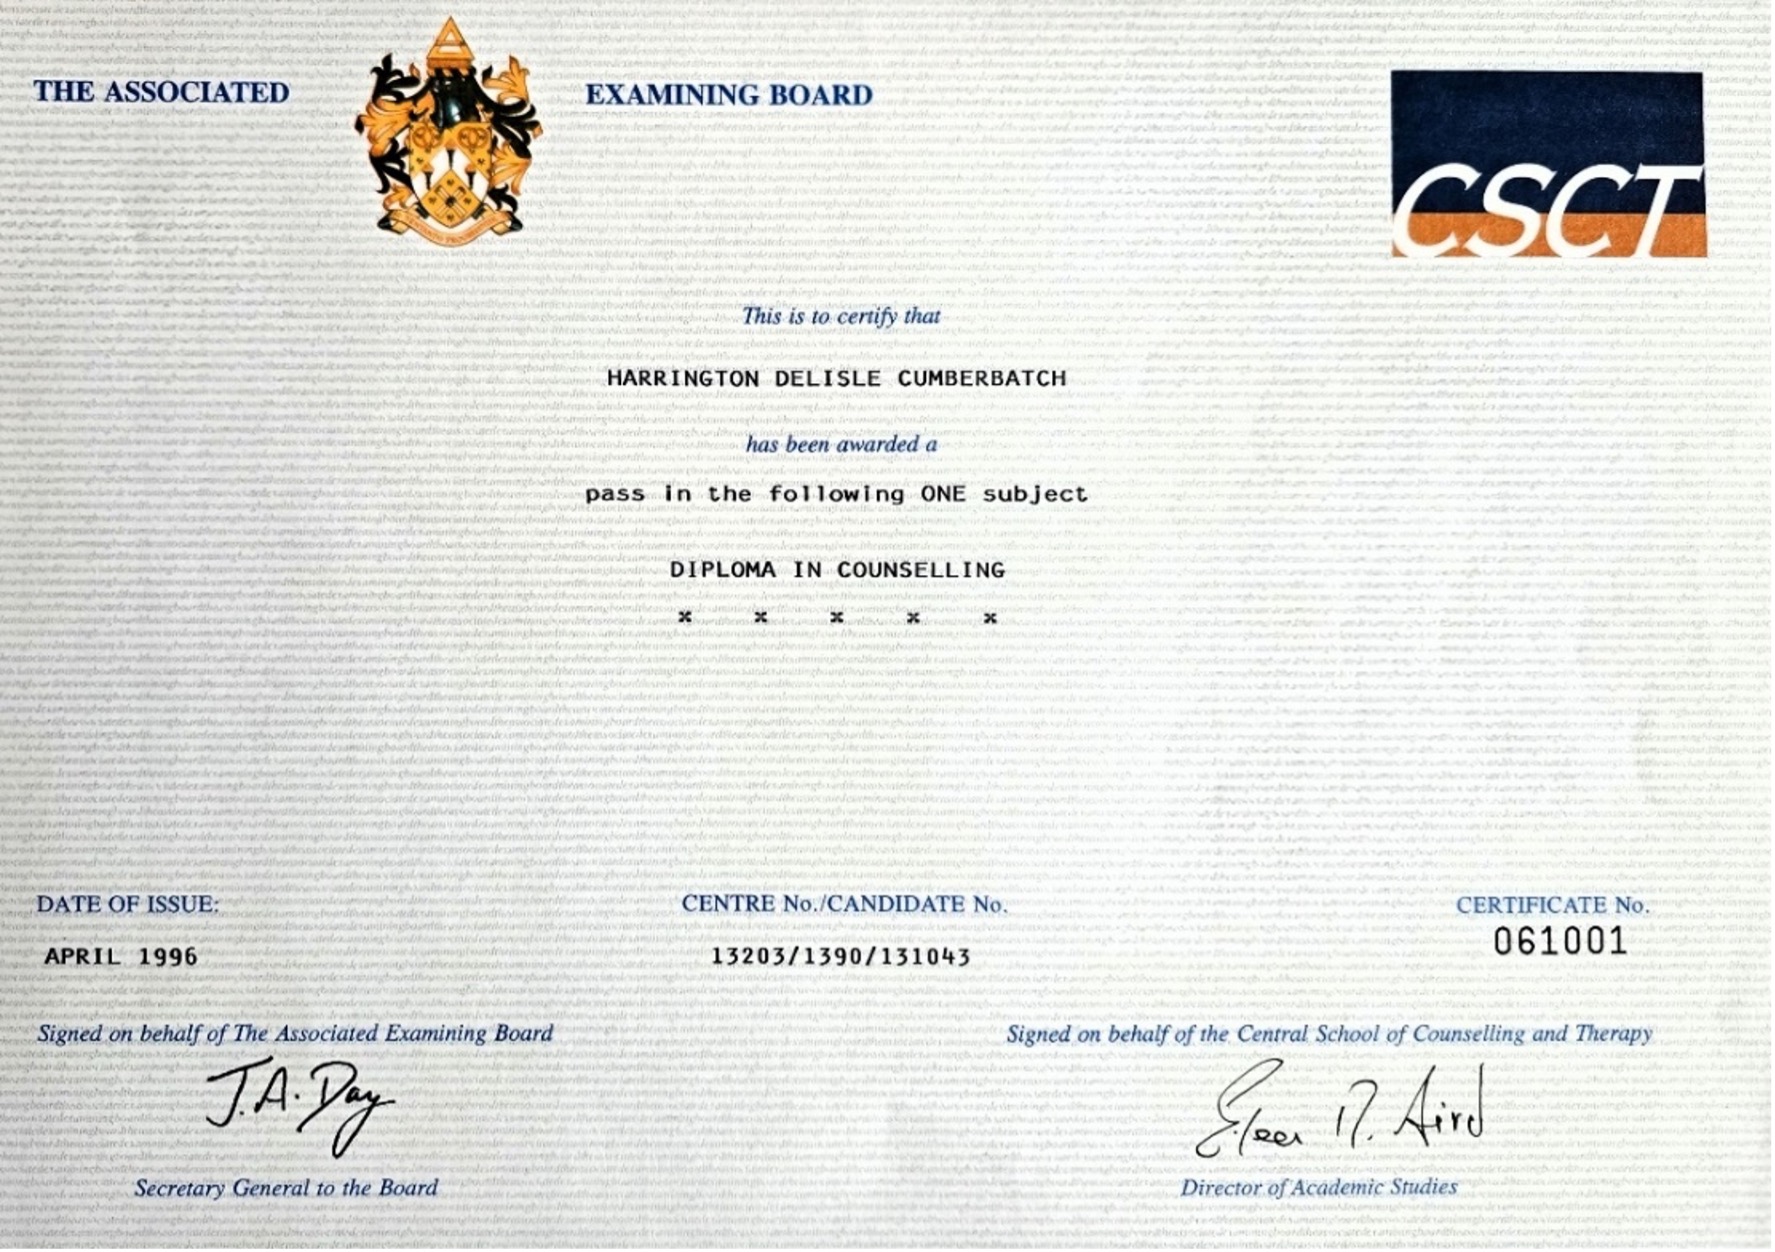 THE ASSOCIATED EXAMINING BOARD
CSCT
This is to certify that
HARRINGTON DELISLE CUMBERBATCH
has been awarded a
pass in the following ONE subject
DIPLOMA IN COUNSELLING
* * * * *
DATE OF ISSUE: CENTRE No./CANDIDATE No. CERTIFICATE No.
APRIL 1996 13203/1390/131043 061001
Signed on behalf of The Associated Examining Board Signed on behalf of the Central School of Counselling and Therapy
J.A. Day Aird
Secretary General to the Board Director of Academic Studies